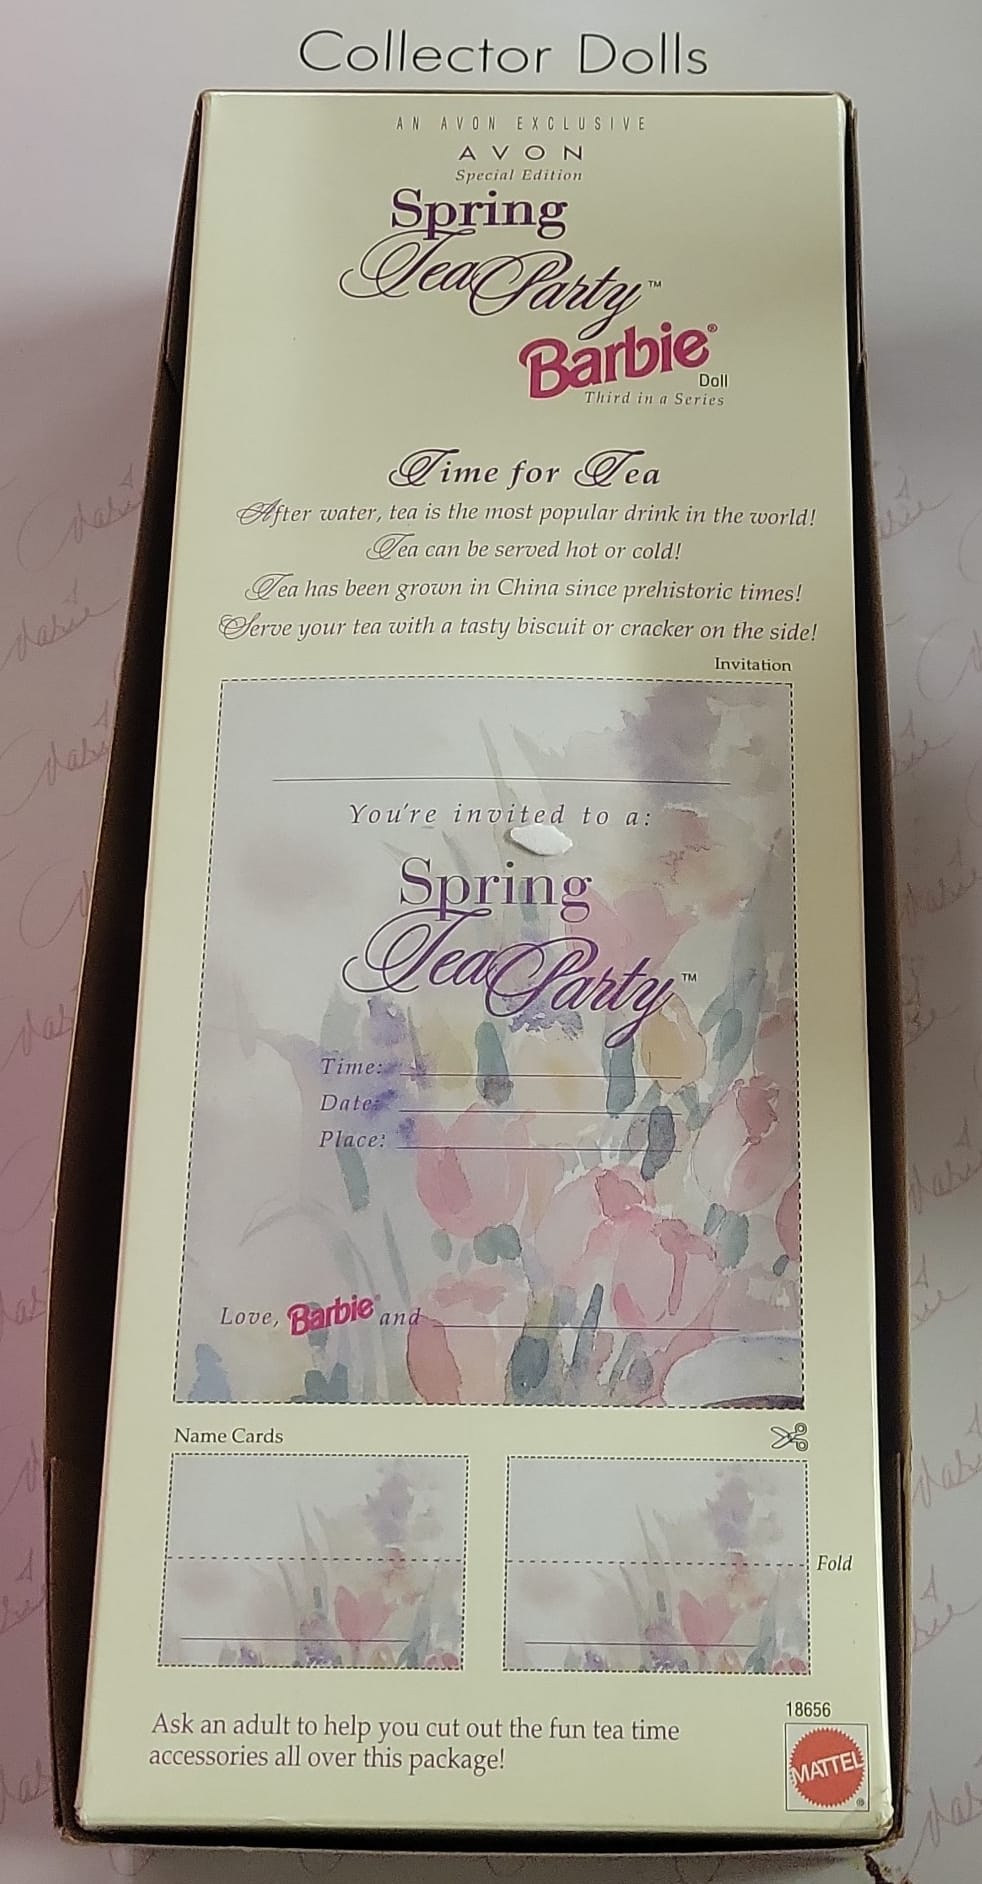 Collector Dolls
AN AVON EXCLUSIVE
AVON
Special Edition
Spring
Tea Party™
Barbie®
Doll
Third in a Series
Time for Tea
After water, tea is the most popular drink in the world!
Tea can be served hot or cold!
Tea has been grown in China since prehistoric times!
Serve your tea with a tasty biscuit or cracker on the side!
Invitation
You're invited to a:
Spring
Tea Party™
Time:
Date:
Place:
Love, Barbie® and
Name Cards
Fold
Ask an adult to help you cut out the fun tea time
accessories all over this package!
18656
MATTEL
®